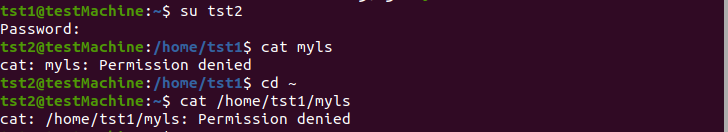 tst1@testMachine:~$ su tst2
Password:
tst2@testMachine:/home/tst1$ cat myls
cat: myls: Permission denied
tst2@testMachine:/home/tst1$ cd ~
tst2@testMachine:~$ cat /home/tst1/myls
cat: /home/tst1/myls: Permission denied